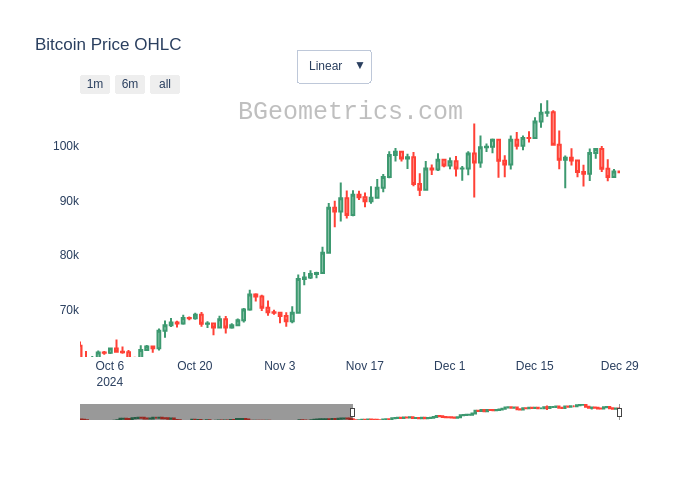 Bitcoin Price OHLC
Linear ▼
1m 6m all
BGeometrics.com
100k
90k
80k
70k
Oct 6 Oct 20 Nov 3 Nov 17 Dec 1 Dec 15 Dec 29
2024